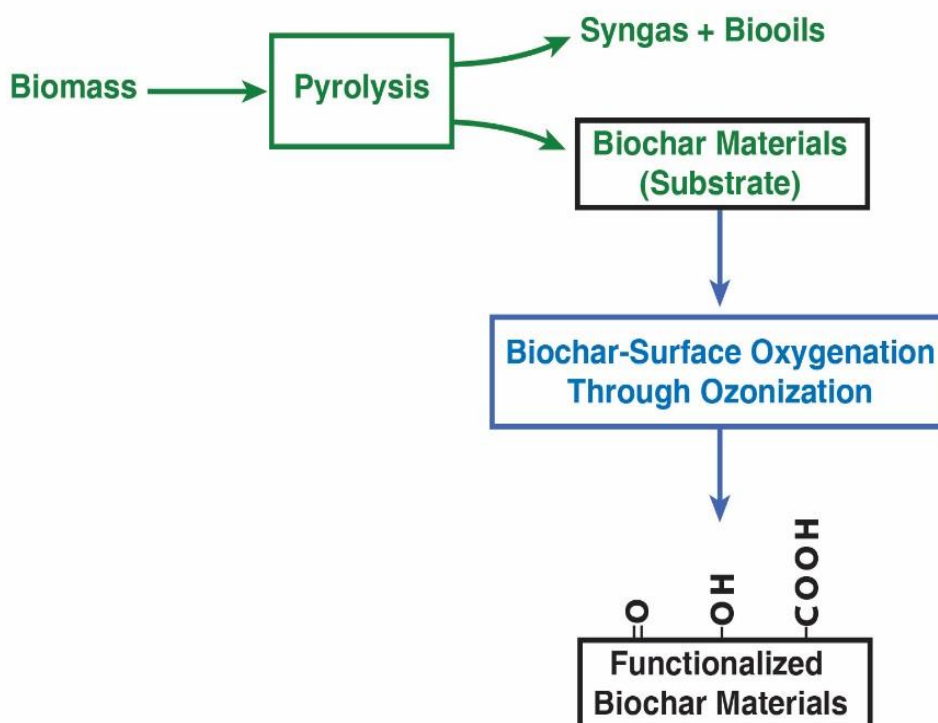 Syngas + Biooils
Biomass
Pyrolysis
Biochar Materials
(Substrate)
Biochar-Surface Oxygenation
Through Ozonization
=O
-OH
-COOH
Functionalized
Biochar Materials